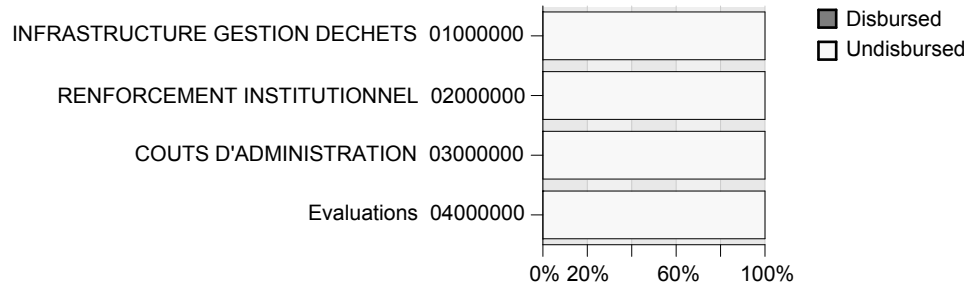 INFRASTRUCTURE GESTION DECHETS 01000000
RENFORCEMENT INSTITUTIONNEL 02000000
COUTS D'ADMINISTRATION 03000000
Evaluations 04000000
0% 20% 60% 100%
Disbursed
Undisbursed